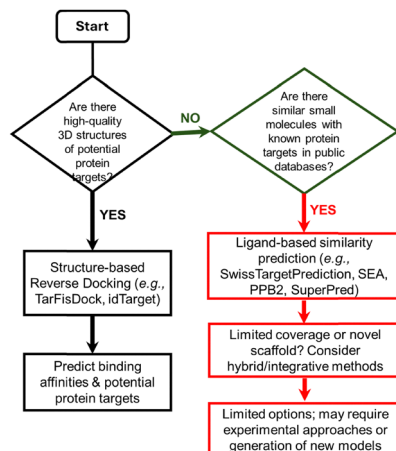 Start
Are there
high-quality
3D structures
of potential
protein
targets?
NO
Are there
similar small
molecules with
known protein
targets in public
databases?
YES
YES
Structure-based
Reverse Docking (e.g.,
TarFisDock, idTarget)
Ligand-based similarity
prediction (e.g.,
SwissTargetPrediction, SEA,
PPB2, SuperPred)
Predict binding
affinities & potential
protein targets
Limited coverage or novel
scaffold? Consider
hybrid/integrative methods
Limited options; may require
experimental approaches or
generation of new models